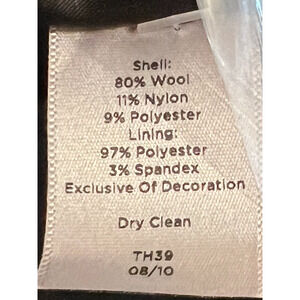 Shell:
80% Wool
11% Nylon
9% Polyester
Lining:
97% Polyester
3% Spandex
Exclusive Of Decoration
Dry Clean
TH39
08/10